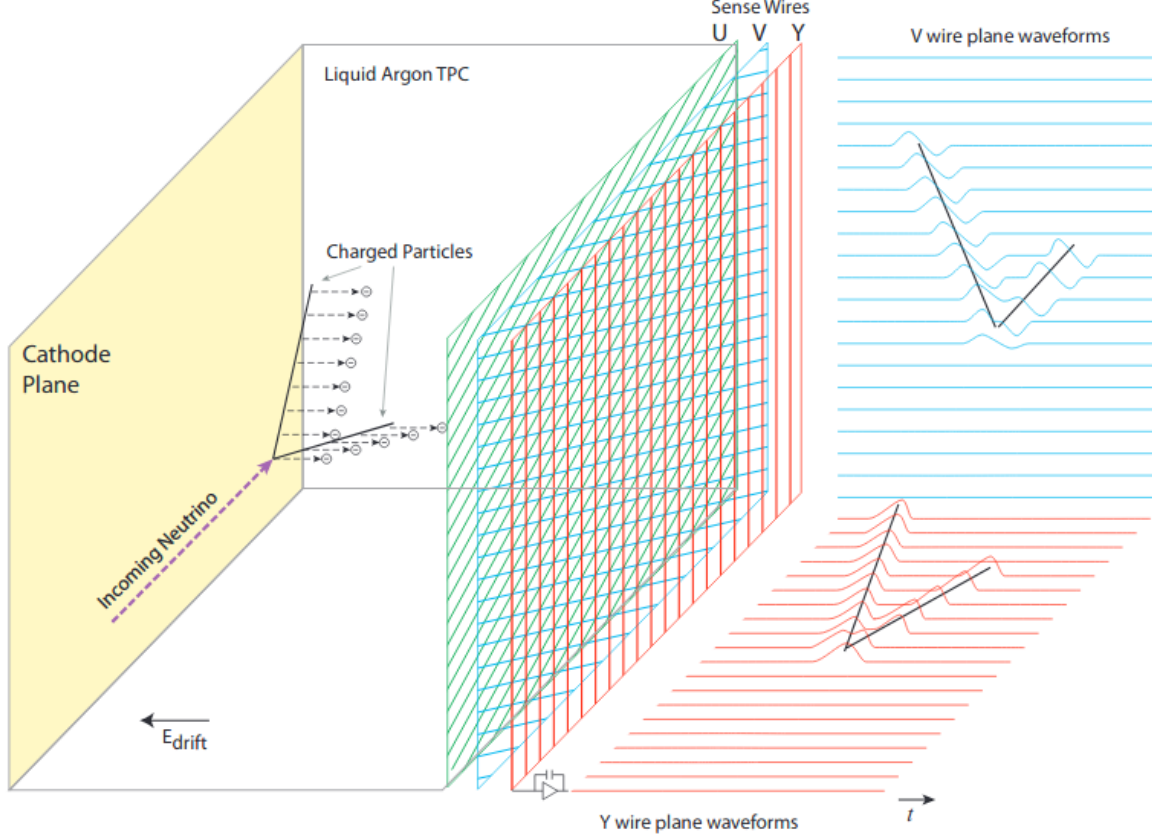 Sense Wires
U V Y
V wire plane waveforms
Liquid Argon TPC
Charged Particles
Cathode
Plane
Incoming Neutrino
Edrift
t
Y wire plane waveforms